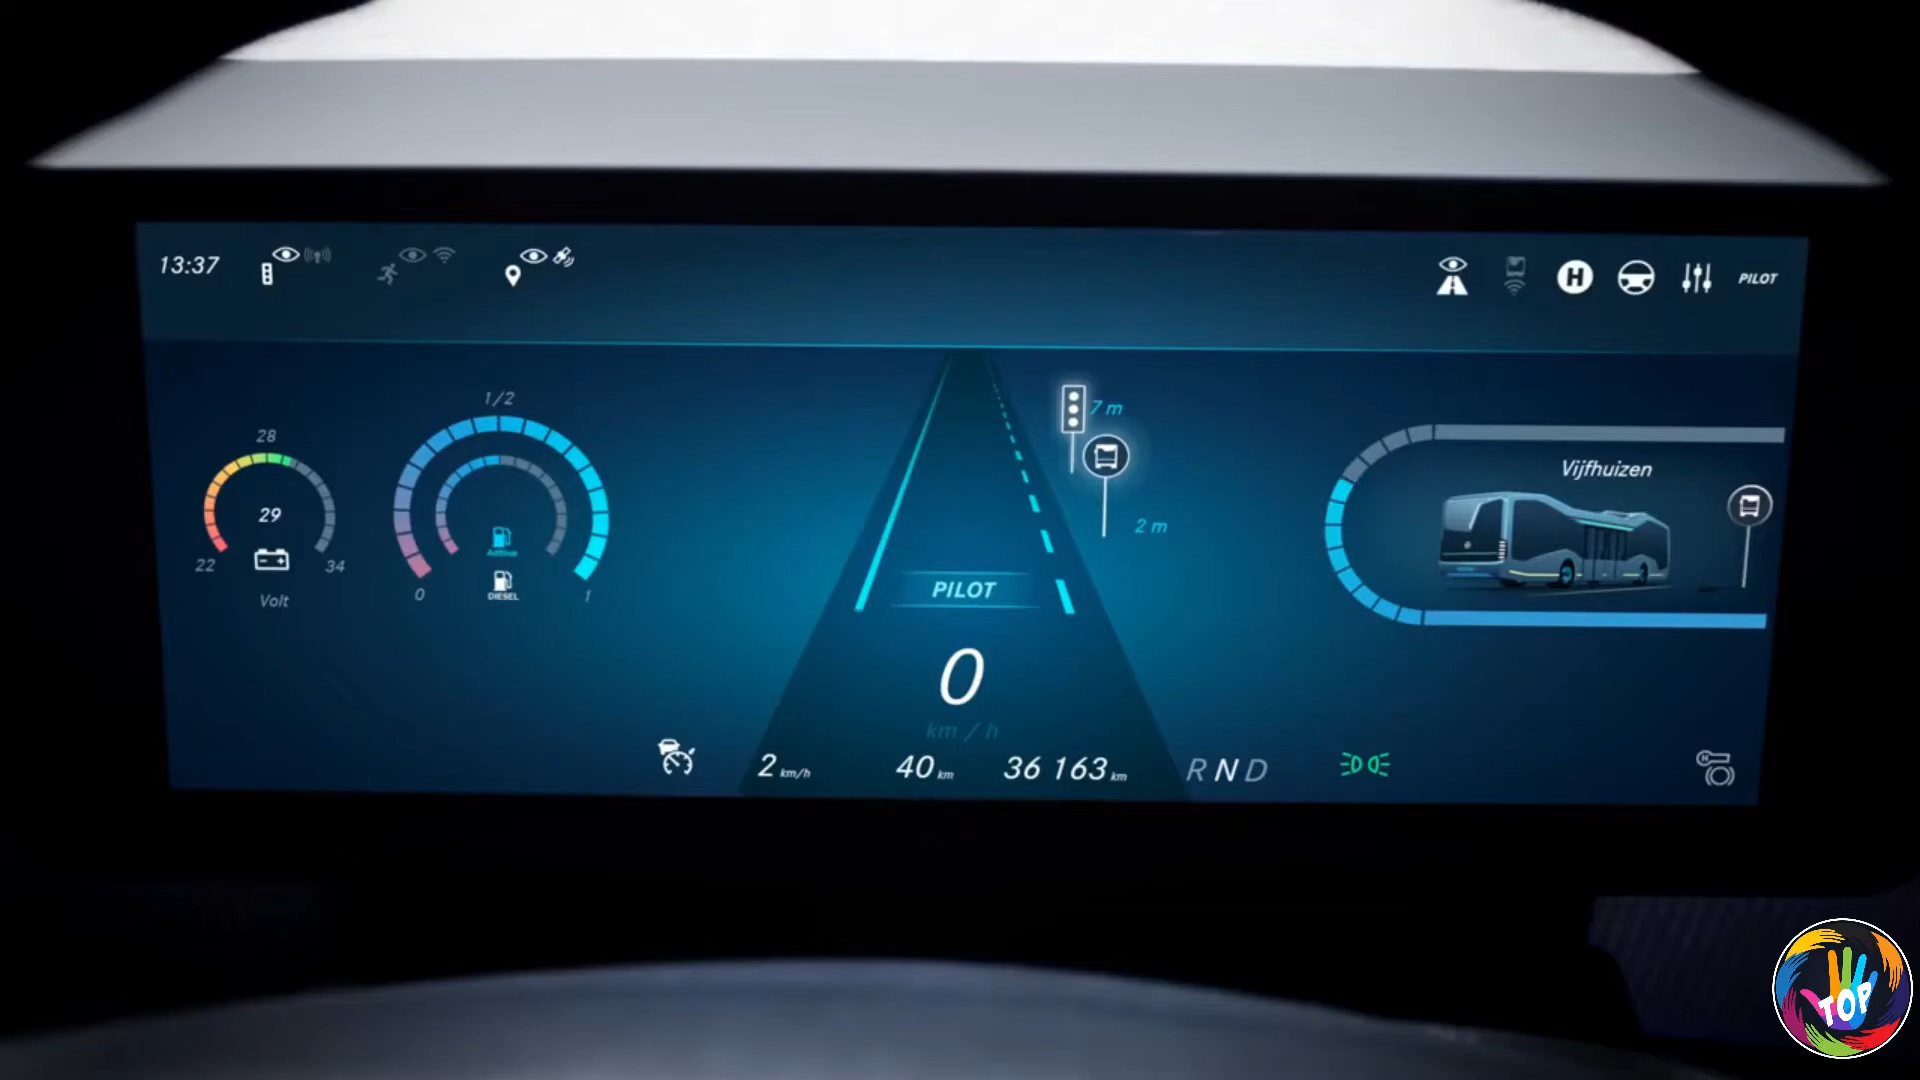 13:37
H
PILOT
1/2
28
7 m
Vijfhuizen
29
AdBlue
2 m
22
34
DIESEL
PILOT
0
1
Volt
0
km / h
2 km/h
40 km
36 163 km
R N D
H
TOP